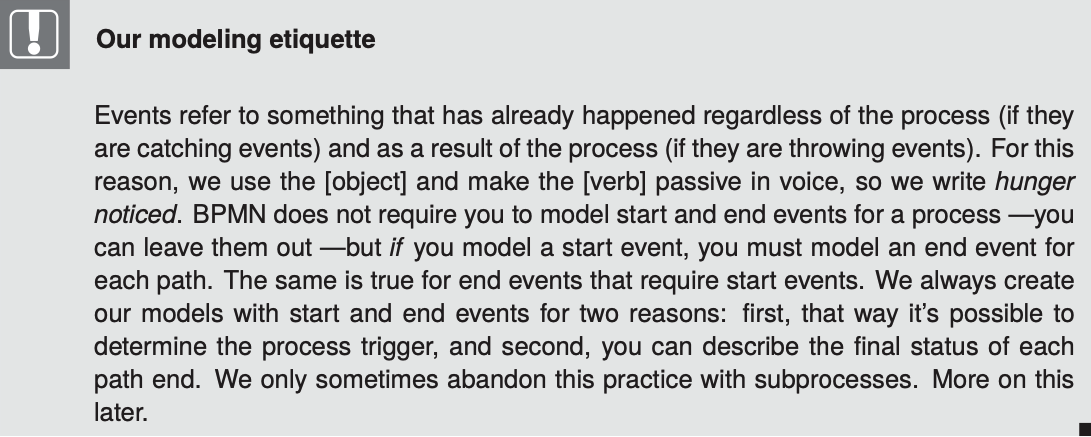 Our modeling etiquette
Events refer to something that has already happened regardless of the process (if they
are catching events) and as a result of the process (if they are throwing events). For this
reason, we use the [object] and make the [verb] passive in voice, so we write hunger
noticed. BPMN does not require you to model start and end events for a process —you
can leave them out —but if you model a start event, you must model an end event for
each path. The same is true for end events that require start events. We always create
our models with start and end events for two reasons: first, that way it's possible to
determine the process trigger, and second, you can describe the final status of each
path end. We only sometimes abandon this practice with subprocesses. More on this
later.